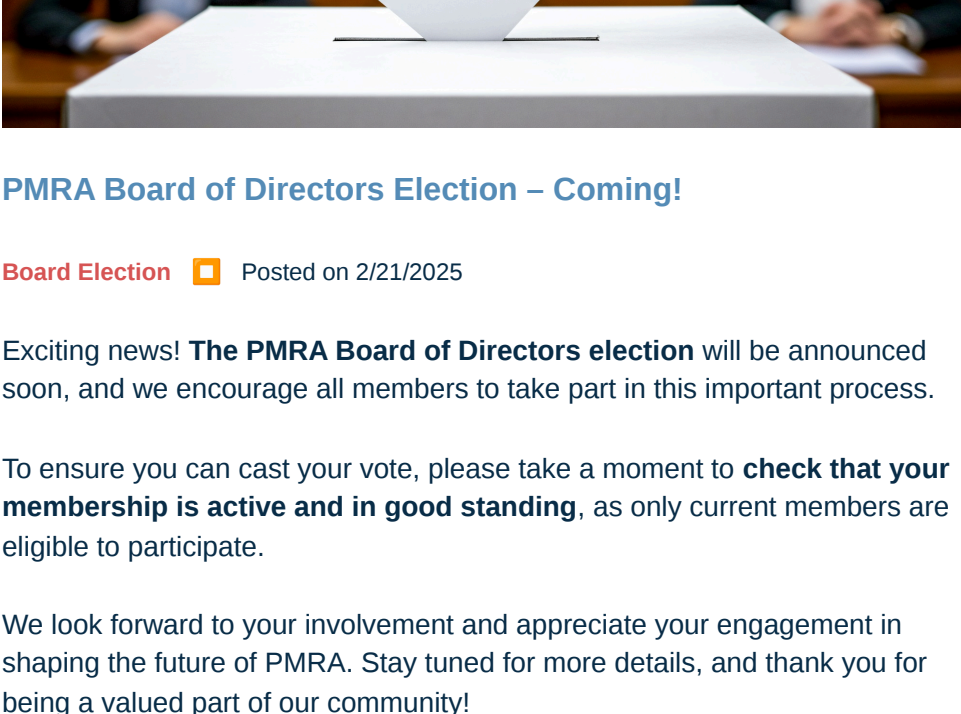 PMRA Board of Directors Election – Coming!
Board Election Posted on 2/21/2025
Exciting news! The PMRA Board of Directors election will be announced
soon, and we encourage all members to take part in this important process.
To ensure you can cast your vote, please take a moment to check that your
membership is active and in good standing, as only current members are
eligible to participate.
We look forward to your involvement and appreciate your engagement in
shaping the future of PMRA. Stay tuned for more details, and thank you for
being a valued part of our community!